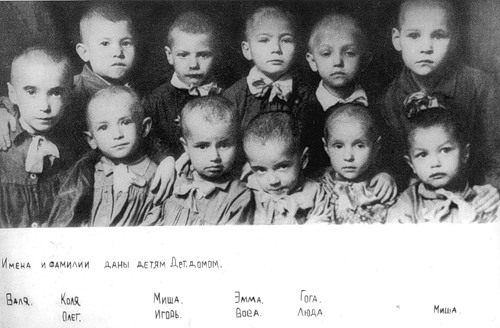 Имена и фамилии даны детям Дет.домом.
Валя. Коля Миша. Эмма. Гога.
Олег. Игорь. Вова. Люда. Миша.